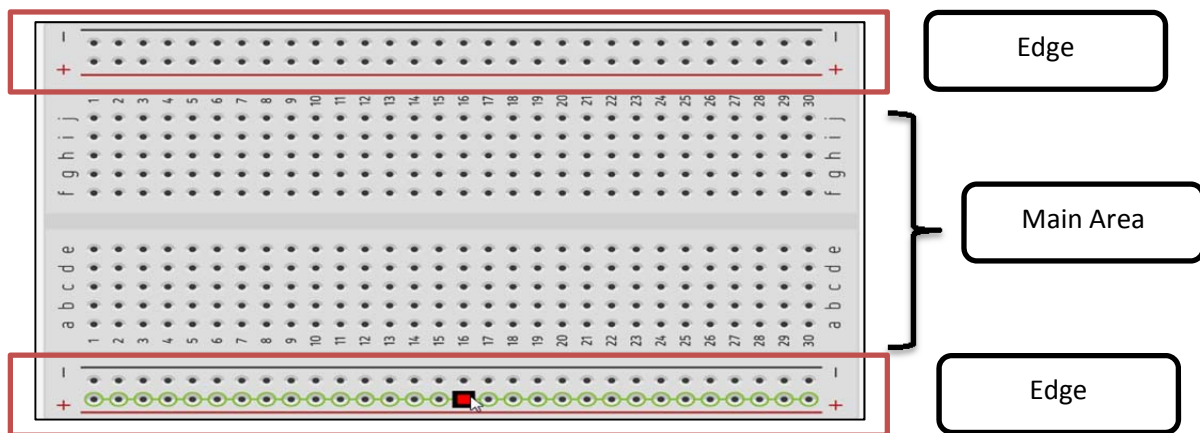 - -
+ +
Edge
1 2 3 4 5 6 7 8 9 10 11 12 13 14 15 16 17 18 19 20 21 22 23 24 25 26 27 28 29 30
j j
i i
h h
g g
f f
Main Area
e e
d d
c c
b b
a a
1 2 3 4 5 6 7 8 9 10 11 12 13 14 15 16 17 18 19 20 21 22 23 24 25 26 27 28 29 30
- -
+ +
Edge